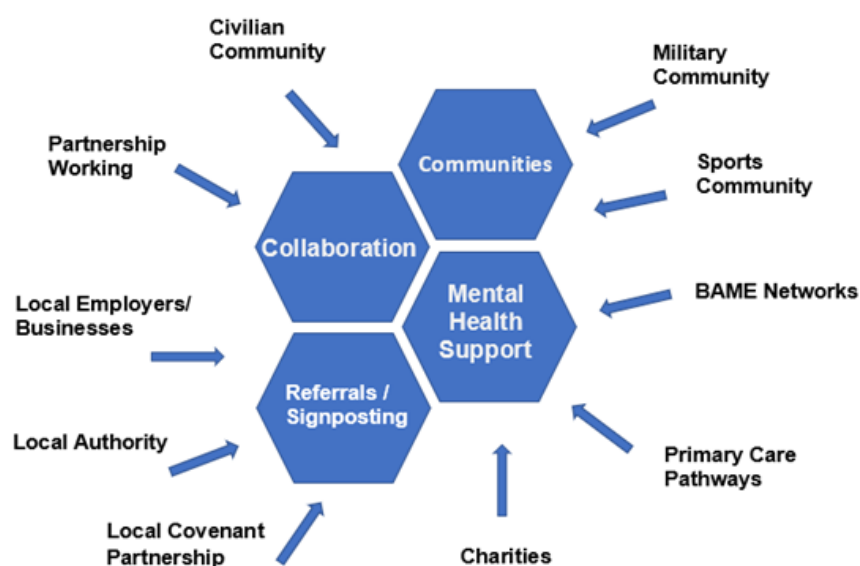 Civilian
Community
Military
Community
Partnership
Working
Communities
Sports
Community
Collaboration
Mental
Health
Support
BAME Networks
Local Employers/
Businesses
Referrals /
Signposting
Local Authority
Primary Care
Pathways
Local Covenant
Partnership
Charities